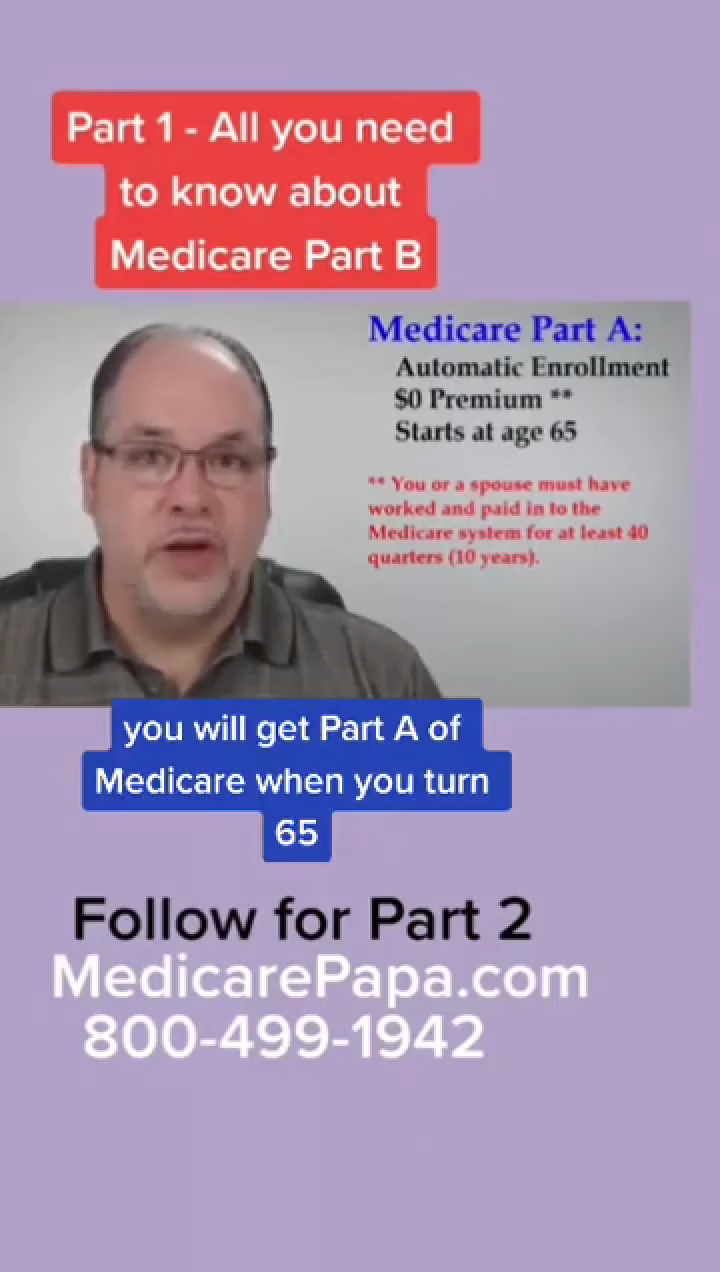 Part 1 - All you need
to know about
Medicare Part B
Medicare Part A:
Automatic Enrollment
$0 Premium **
Starts at age 65
** You or a spouse must have
worked and paid in to the
Medicare system for at least 40
quarters (10 years).
you will get Part A of
Medicare when you turn
65
Follow for Part 2
MedicarePapa.com
800-499-1942